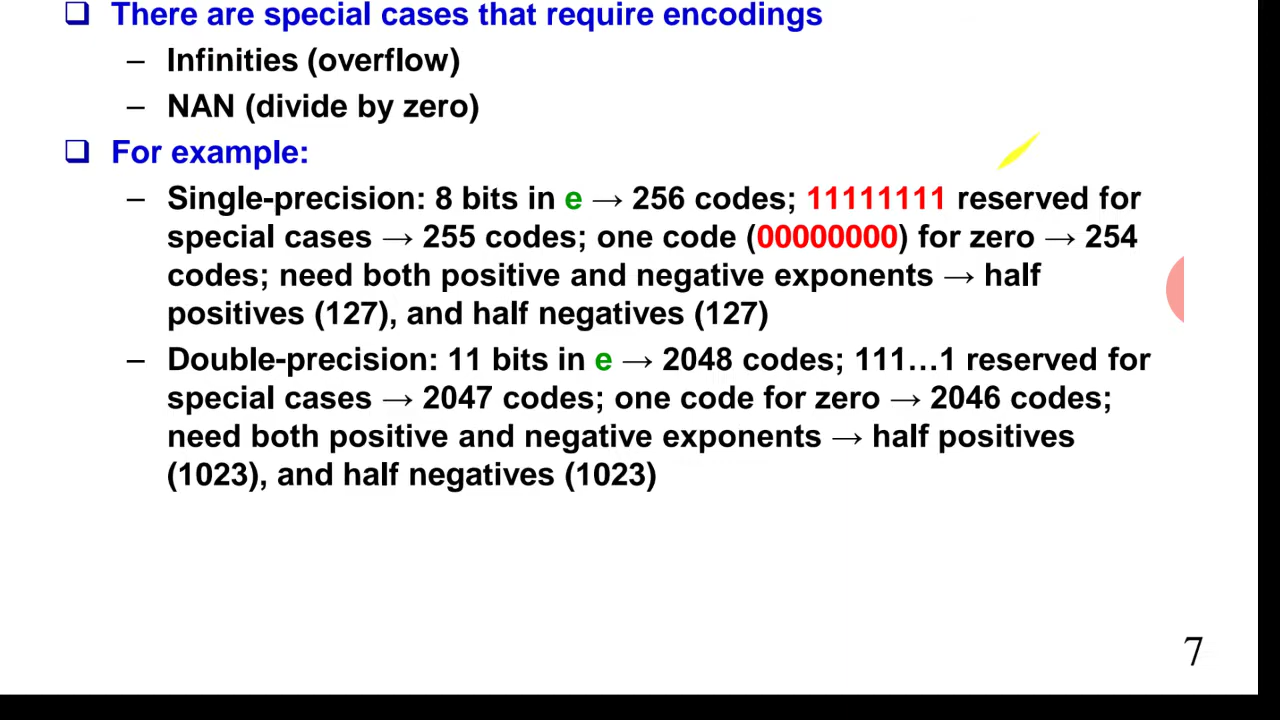 ❑ There are special cases that require encodings
– Infinities (overflow)
– NAN (divide by zero)
❑ For example:
– Single-precision: 8 bits in e → 256 codes; 11111111 reserved for
special cases → 255 codes; one code (00000000) for zero → 254
codes; need both positive and negative exponents → half
positives (127), and half negatives (127)
– Double-precision: 11 bits in e → 2048 codes; 111…1 reserved for
special cases → 2047 codes; one code for zero → 2046 codes;
need both positive and negative exponents → half positives
(1023), and half negatives (1023)
7